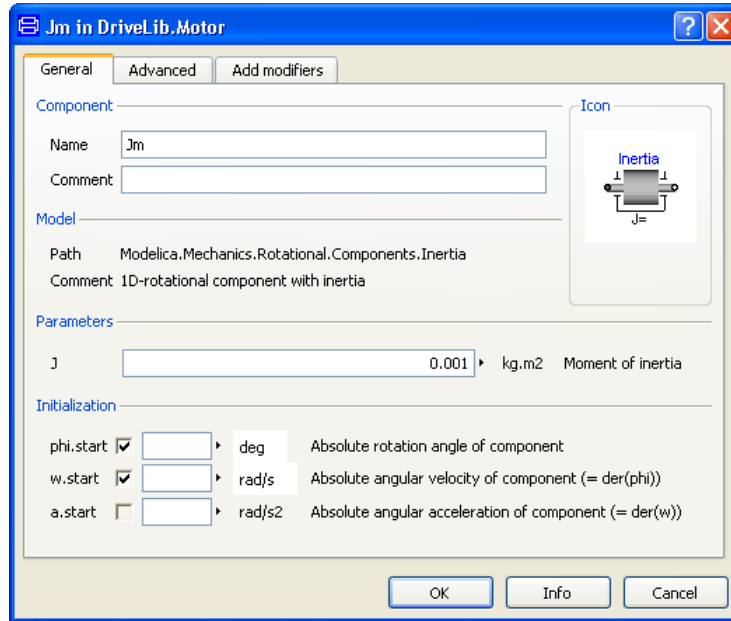 Jm in DriveLib.Motor
General Advanced Add modifiers
Component
Icon
Name Jm
Inertia
J=
Comment
Model
Path Modelica.Mechanics.Rotational.Components.Inertia
Comment 1D-rotational component with inertia
Parameters
J 0.001 kg.m2 Moment of inertia
Initialization
phi.start deg Absolute rotation angle of component
w.start rad/s Absolute angular velocity of component (= der(phi))
a.start rad/s2 Absolute angular acceleration of component (= der(w))
OK Info Cancel